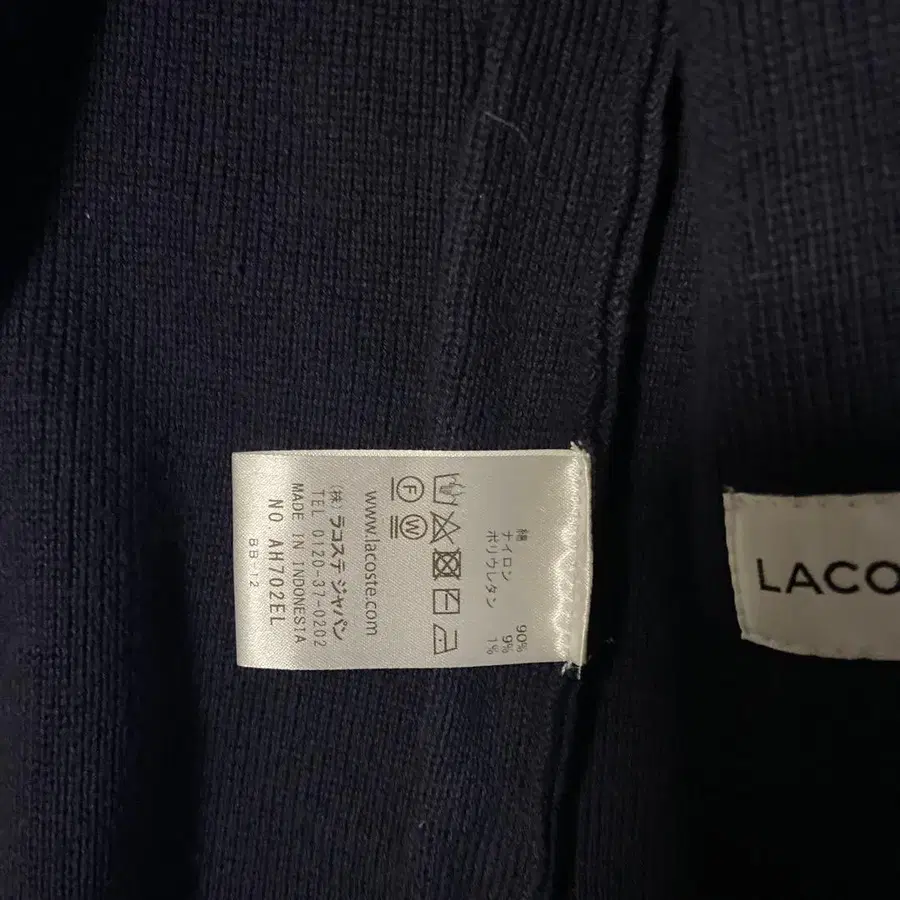 綿 90%
ナイロン 9%
ポリウレタン 1%
F W
www.lacoste.com
(株)ラコステ ジャパン
TEL 0120-37-0202
MADE IN INDONESIA
NO AH702EL
BB-12
LACO